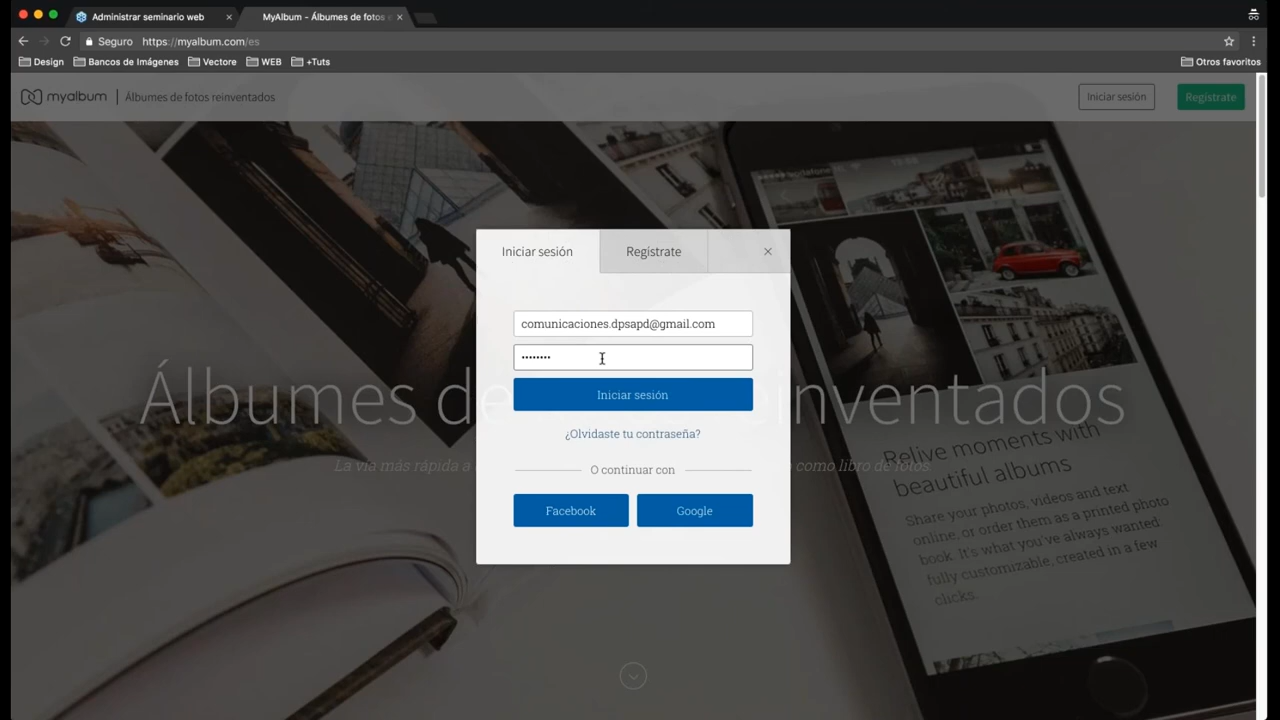 Administrar seminario web
MyAlbum - Álbumes de fotos
Seguro https://myalbum.com/es
Design Bancos de Imágenes Vectore WEB +Tuts Otros favoritos
myalbum Álbumes de fotos reinventados Iniciar sesión Regístrate
Iniciar sesión Regístrate
comunicaciones.dpsapd@gmail.com
••••••••
Iniciar sesión
¿Olvidaste tu contraseña?
O continuar con
Facebook Google
Álbumes de reinventados
La vía más rápida a como libro de fotos
Relive moments with
beautiful albums
Share your photos, videos and text
online, or order them as a printed photo
book. It's what you've always wanted:
fully customizable, created in a few
clicks.